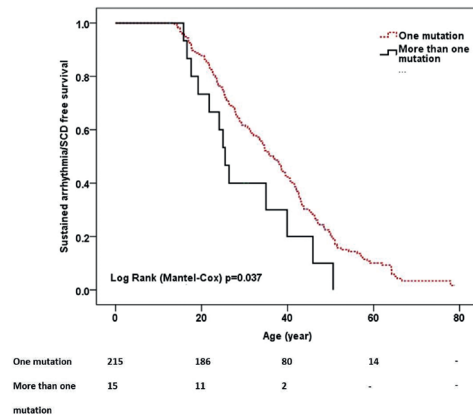 1.0
0.8
0.6
0.4
0.2
0.0
Sustained arrhythmia/SCD free survival
One mutation
More than one
mutation
...
Log Rank (Mantel-Cox) p=0.037
0 20 40 60 80
Age (year)
One mutation 215 186 80 14 -
More than one 15 11 2 - -
mutation